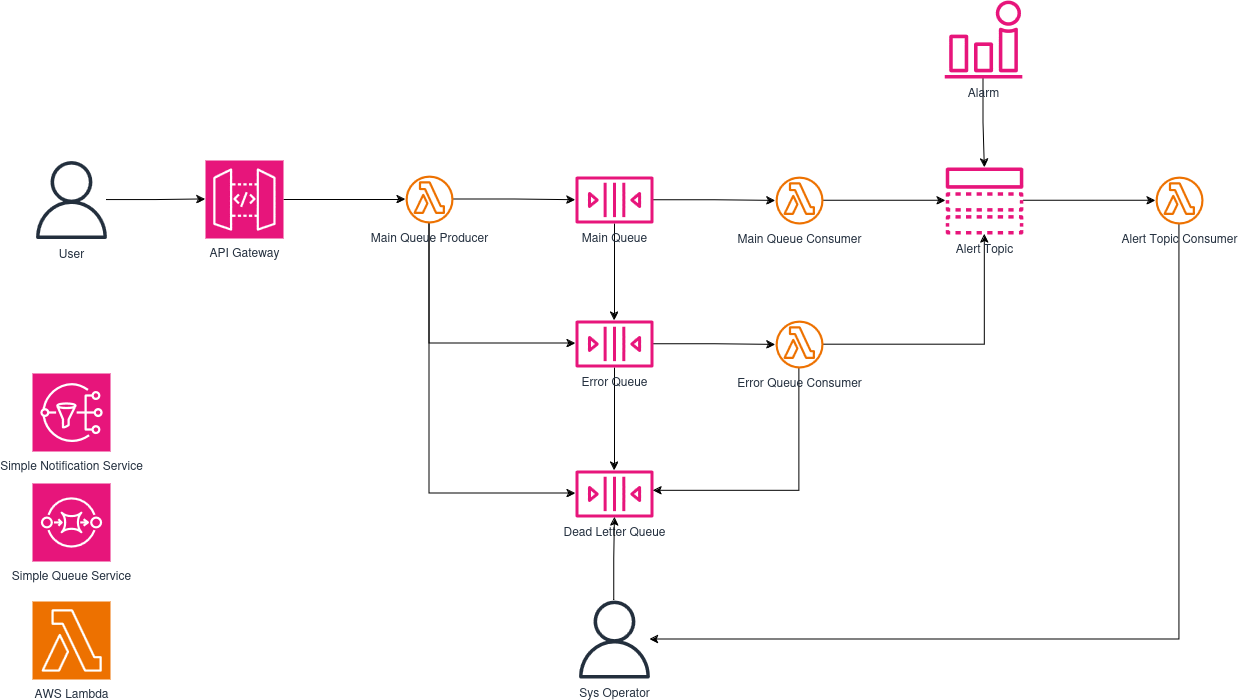 Alarm
User
API Gateway
</>
Main Queue Producer
Main Queue
Main Queue Consumer
Alert Topic
Alert Topic Consumer
Error Queue
Error Queue Consumer
Simple Notification Service
Dead Letter Queue
Simple Queue Service
AWS Lambda
Sys Operator